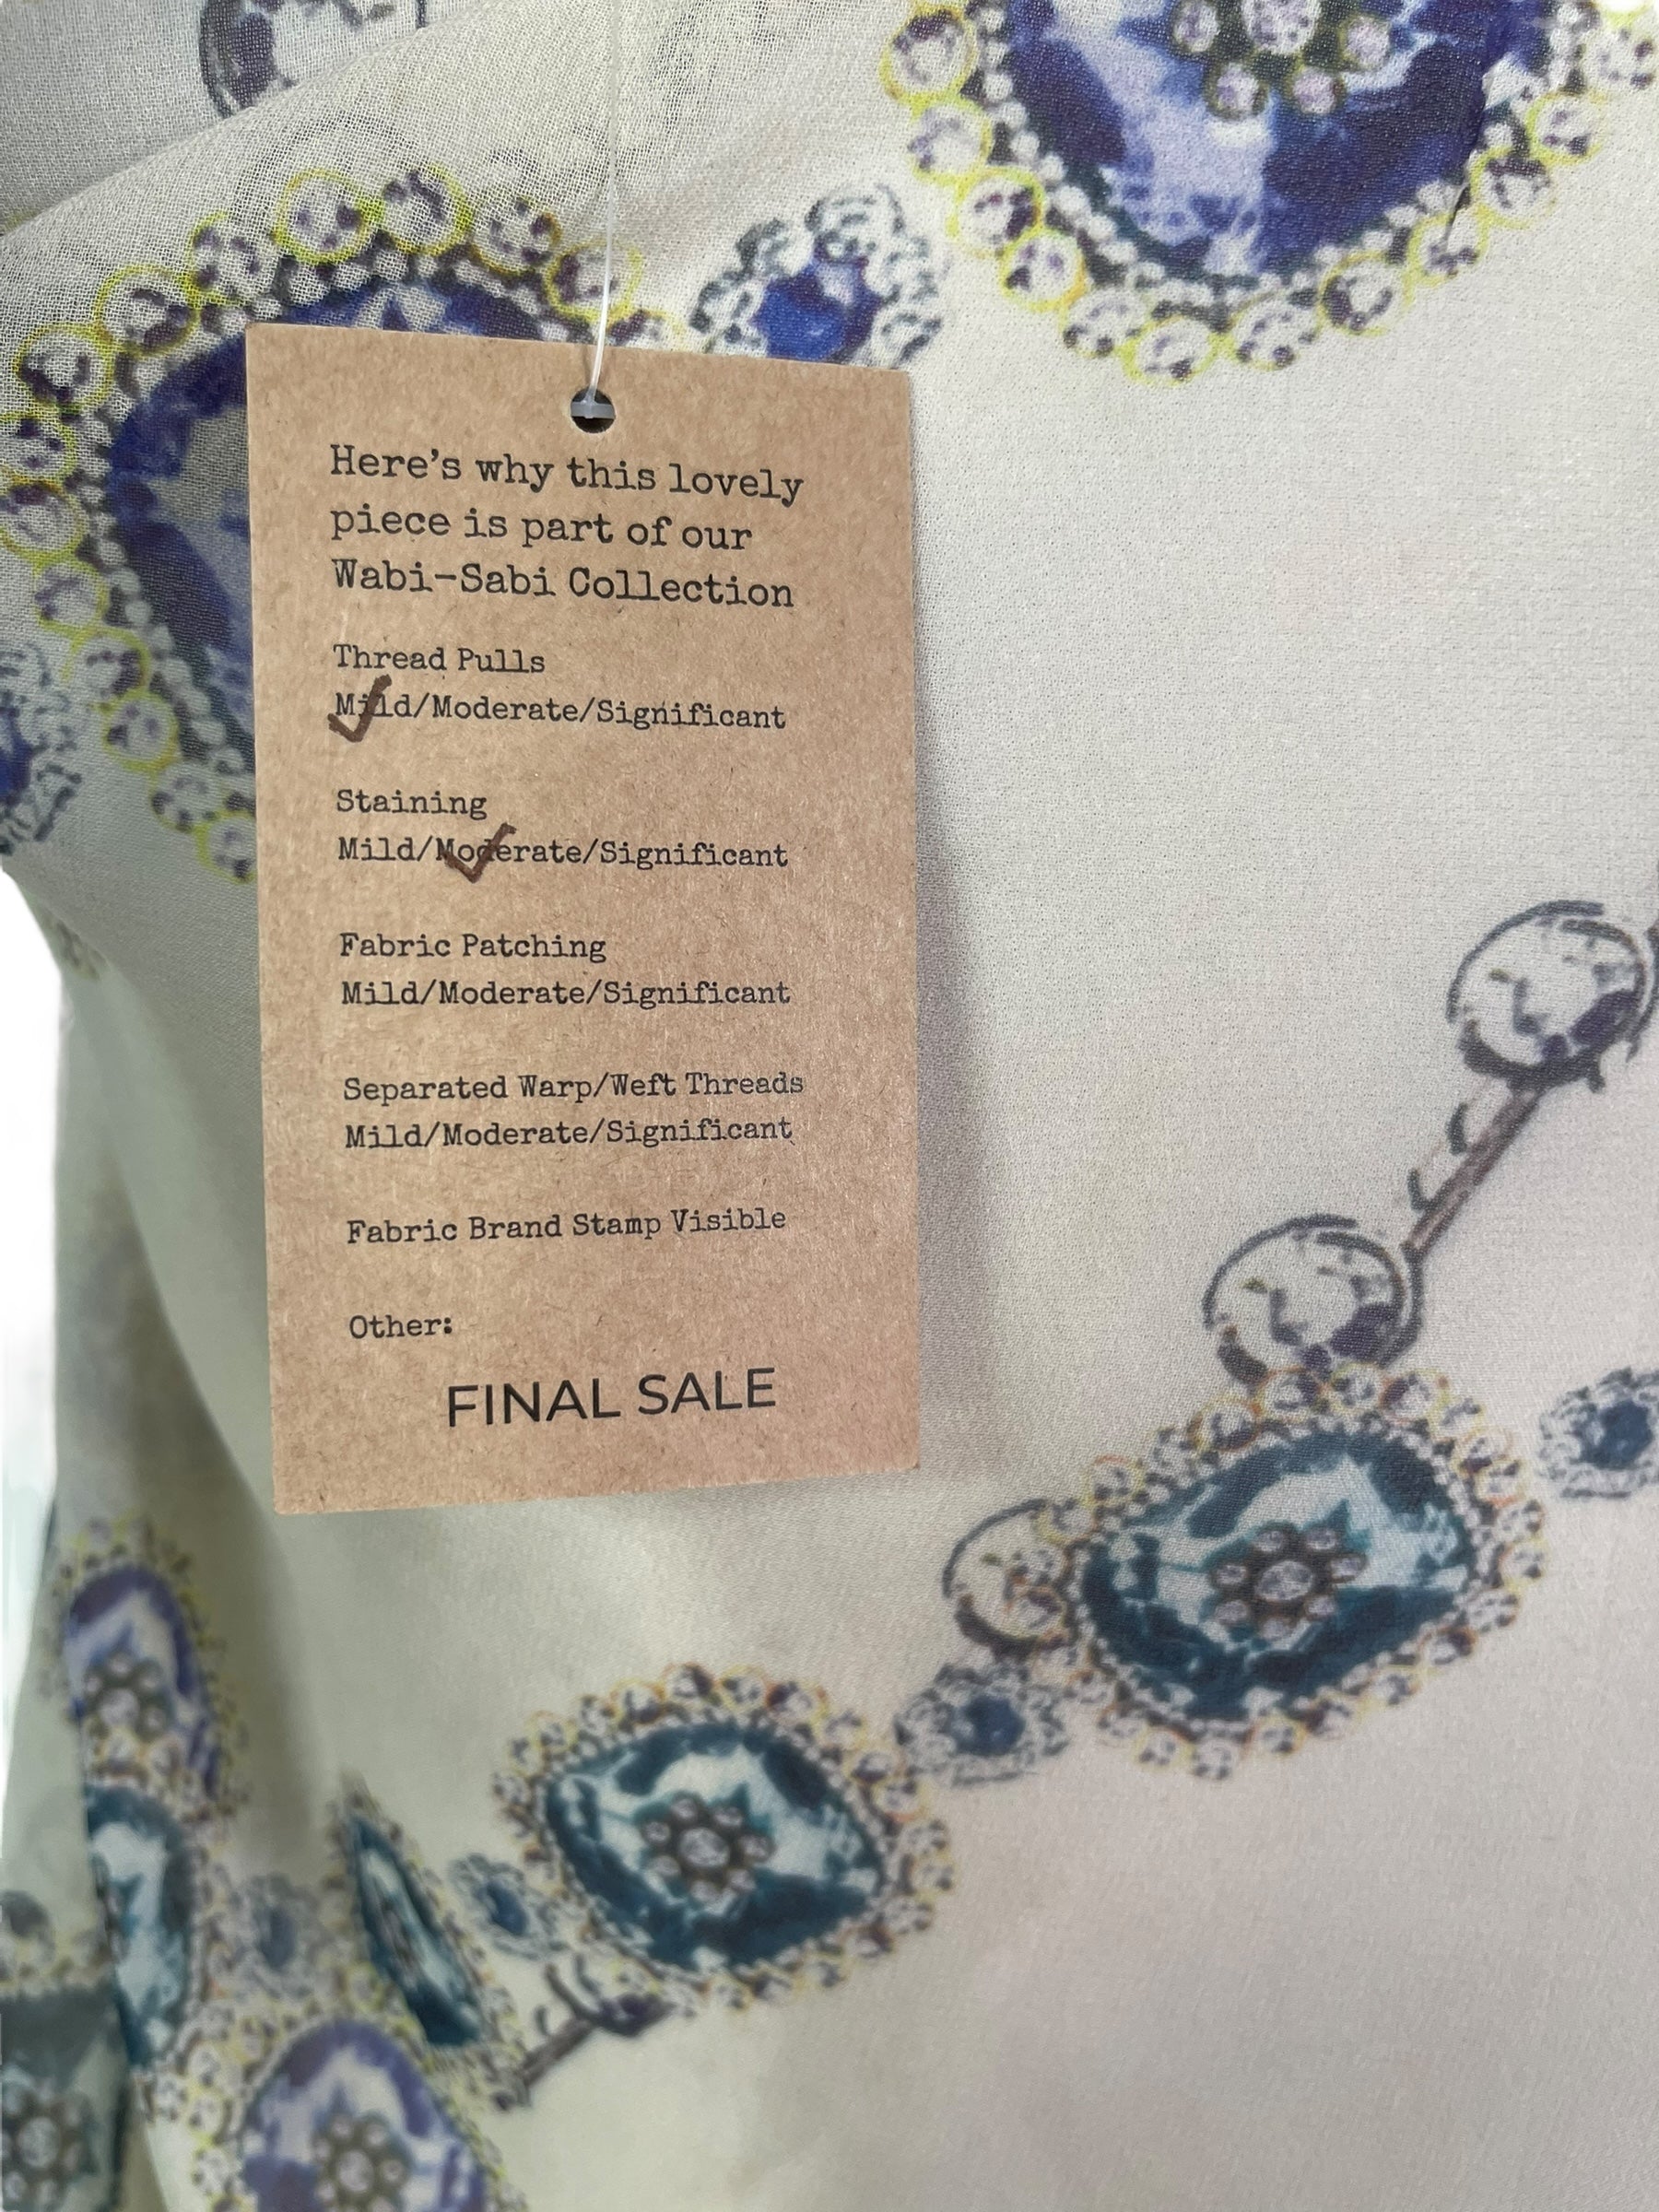 Here's why this lovely
piece is part of our
Wabi-Sabi Collection
Thread Pulls
Mild/Moderate/Significant
Staining
Mild/Moderate/Significant
Fabric Patching
Mild/Moderate/Significant
Separated Warp/Weft Threads
Mild/Moderate/Significant
Fabric Brand Stamp Visible
Other:
FINAL SALE